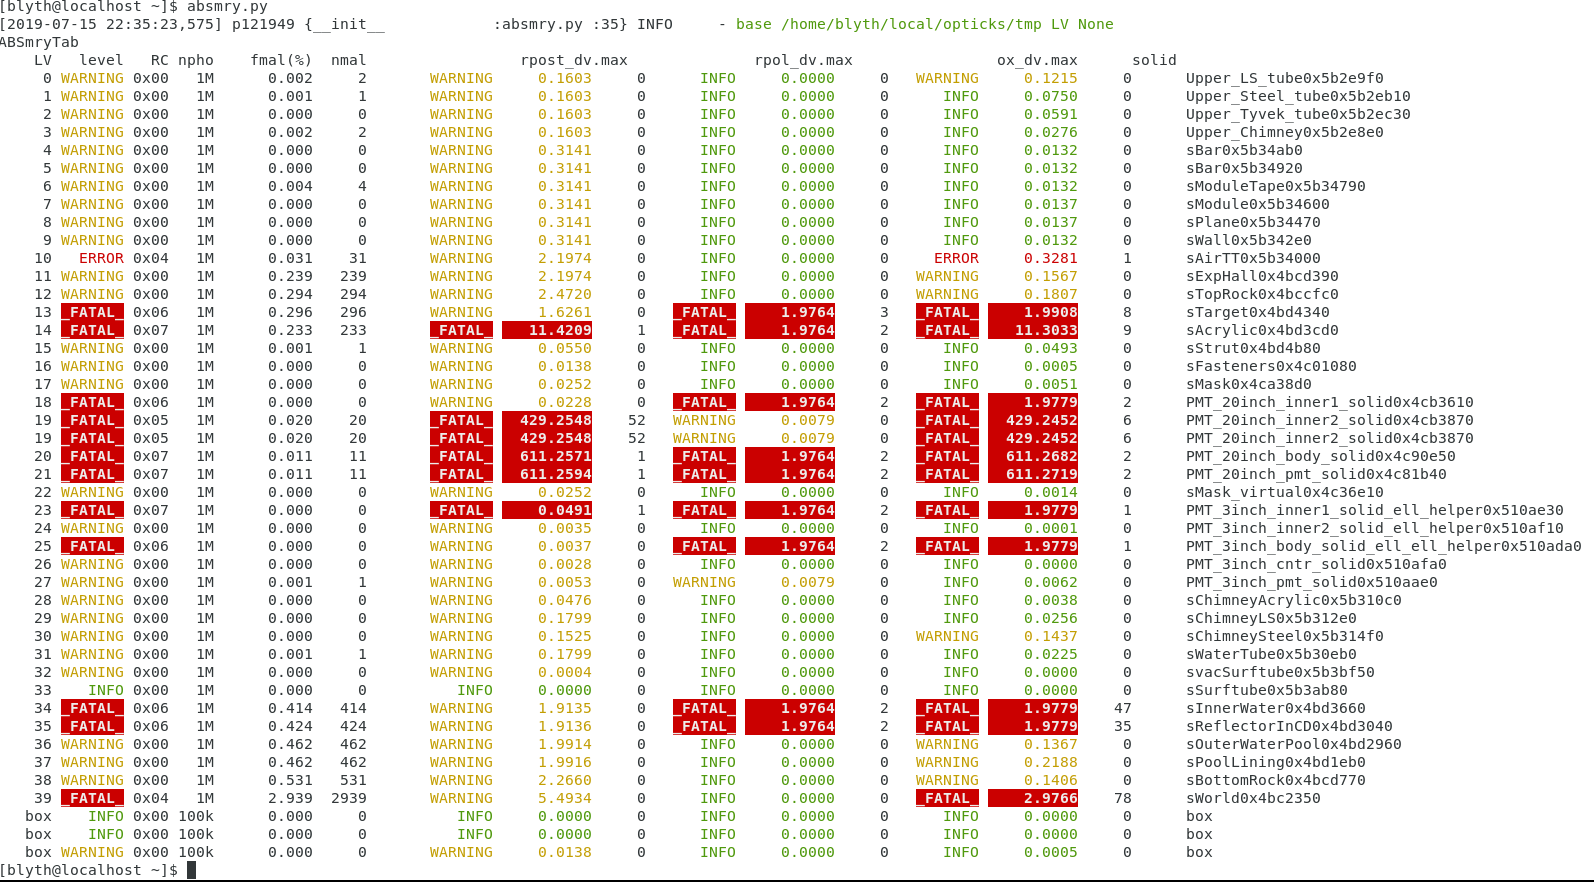 [blyth@localhost ~]$ absmry.py
[2019-07-15 22:35:23,575] p121949 {__init__            :absmry.py :35} INFO     - base /home/blyth/local/opticks/tmp LV None
ABSmryTab
LV level RC npho fmal(%) nmal rpost_dv.max rpol_dv.max ox_dv.max solid
0 WARNING 0x00 1M 0.002 2 WARNING 0.1603 0 INFO 0.0000 0 WARNING 0.1215 0 Upper_LS_tube0x5b2e9f0
1 WARNING 0x00 1M 0.001 1 WARNING 0.1603 0 INFO 0.0000 0 INFO 0.0750 0 Upper_Steel_tube0x5b2eb10
2 WARNING 0x00 1M 0.000 0 WARNING 0.1603 0 INFO 0.0000 0 INFO 0.0591 0 Upper_Tyvek_tube0x5b2ec30
3 WARNING 0x00 1M 0.002 2 WARNING 0.1603 0 INFO 0.0000 0 INFO 0.0276 0 Upper_Chimney0x5b2e8e0
4 WARNING 0x00 1M 0.000 0 WARNING 0.3141 0 INFO 0.0000 0 INFO 0.0132 0 sBar0x5b34ab0
5 WARNING 0x00 1M 0.000 0 WARNING 0.3141 0 INFO 0.0000 0 INFO 0.0132 0 sBar0x5b34920
6 WARNING 0x00 1M 0.004 4 WARNING 0.3141 0 INFO 0.0000 0 INFO 0.0132 0 sModuleTape0x5b34790
7 WARNING 0x00 1M 0.000 0 WARNING 0.3141 0 INFO 0.0000 0 INFO 0.0137 0 sModule0x5b34600
8 WARNING 0x00 1M 0.000 0 WARNING 0.3141 0 INFO 0.0000 0 INFO 0.0137 0 sPlane0x5b34470
9 WARNING 0x00 1M 0.000 0 WARNING 0.3141 0 INFO 0.0000 0 INFO 0.0132 0 sWall0x5b342e0
10 ERROR 0x04 1M 0.031 31 WARNING 2.1974 0 INFO 0.0000 0 ERROR 0.3281 1 sAirTT0x5b34000
11 WARNING 0x00 1M 0.239 239 WARNING 2.1974 0 INFO 0.0000 0 WARNING 0.1567 0 sExpHall0x4bcd390
12 WARNING 0x00 1M 0.294 294 WARNING 2.4720 0 INFO 0.0000 0 WARNING 0.1807 0 sTopRock0x4bccfc0
13 _FATAL_ 0x06 1M 0.296 296 WARNING 1.6261 0 _FATAL_ 1.9764 3 _FATAL_ 1.9908 8 sTarget0x4bd4340
14 _FATAL_ 0x07 1M 0.233 233 _FATAL_ 11.4209 1 _FATAL_ 1.9764 2 _FATAL_ 11.3033 9 sAcrylic0x4bd3cd0
15 WARNING 0x00 1M 0.001 1 WARNING 0.0550 0 INFO 0.0000 0 INFO 0.0493 0 sStrut0x4bd4b80
16 WARNING 0x00 1M 0.000 0 WARNING 0.0138 0 INFO 0.0000 0 INFO 0.0005 0 sFasteners0x4c01080
17 WARNING 0x00 1M 0.000 0 WARNING 0.0252 0 INFO 0.0000 0 INFO 0.0051 0 sMask0x4ca38d0
18 _FATAL_ 0x06 1M 0.000 0 WARNING 0.0228 0 _FATAL_ 1.9764 2 _FATAL_ 1.9779 2 PMT_20inch_inner1_solid0x4cb3610
19 _FATAL_ 0x05 1M 0.020 20 _FATAL_ 429.2548 52 WARNING 0.0079 0 _FATAL_ 429.2452 6 PMT_20inch_inner2_solid0x4cb3870
19 _FATAL_ 0x05 1M 0.020 20 _FATAL_ 429.2548 52 WARNING 0.0079 0 _FATAL_ 429.2452 6 PMT_20inch_inner2_solid0x4cb3870
20 _FATAL_ 0x07 1M 0.011 11 _FATAL_ 611.2571 1 _FATAL_ 1.9764 2 _FATAL_ 611.2682 2 PMT_20inch_body_solid0x4c90e50
21 _FATAL_ 0x07 1M 0.011 11 _FATAL_ 611.2594 1 _FATAL_ 1.9764 2 _FATAL_ 611.2719 2 PMT_20inch_pmt_solid0x4c81b40
22 WARNING 0x00 1M 0.000 0 WARNING 0.0252 0 INFO 0.0000 0 INFO 0.0014 0 sMask_virtual0x4c36e10
23 _FATAL_ 0x07 1M 0.000 0 _FATAL_ 0.0491 1 _FATAL_ 1.9764 2 _FATAL_ 1.9779 1 PMT_3inch_inner1_solid_ell_helper0x510ae30
24 WARNING 0x00 1M 0.000 0 WARNING 0.0035 0 INFO 0.0000 0 INFO 0.0001 0 PMT_3inch_inner2_solid_ell_helper0x510af10
25 _FATAL_ 0x06 1M 0.000 0 WARNING 0.0037 0 _FATAL_ 1.9764 2 _FATAL_ 1.9779 1 PMT_3inch_body_solid_ell_ell_helper0x510ada0
26 WARNING 0x00 1M 0.000 0 WARNING 0.0028 0 INFO 0.0000 0 INFO 0.0000 0 PMT_3inch_cntr_solid0x510afa0
27 WARNING 0x00 1M 0.001 1 WARNING 0.0053 0 WARNING 0.0079 0 INFO 0.0062 0 PMT_3inch_pmt_solid0x510aae0
28 WARNING 0x00 1M 0.000 0 WARNING 0.0476 0 INFO 0.0000 0 INFO 0.0038 0 sChimneyAcrylic0x5b310c0
29 WARNING 0x00 1M 0.000 0 WARNING 0.1799 0 INFO 0.0000 0 INFO 0.0256 0 sChimneyLS0x5b312e0
30 WARNING 0x00 1M 0.000 0 WARNING 0.1525 0 INFO 0.0000 0 WARNING 0.1437 0 sChimneySteel0x5b314f0
31 WARNING 0x00 1M 0.001 1 WARNING 0.1799 0 INFO 0.0000 0 INFO 0.0225 0 sWaterTube0x5b30eb0
32 WARNING 0x00 1M 0.000 0 WARNING 0.0004 0 INFO 0.0000 0 INFO 0.0000 0 svacSurftube0x5b3bf50
33 INFO 0x00 1M 0.000 0 INFO 0.0000 0 INFO 0.0000 0 INFO 0.0000 0 sSurftube0x5b3ab80
34 _FATAL_ 0x06 1M 0.414 414 WARNING 1.9135 0 _FATAL_ 1.9764 2 _FATAL_ 1.9779 47 sInnerWater0x4bd3660
35 _FATAL_ 0x06 1M 0.424 424 WARNING 1.9136 0 _FATAL_ 1.9764 2 _FATAL_ 1.9779 35 sReflectorInCD0x4bd3040
36 WARNING 0x00 1M 0.462 462 WARNING 1.9914 0 INFO 0.0000 0 WARNING 0.1367 0 sOuterWaterPool0x4bd2960
37 WARNING 0x00 1M 0.462 462 WARNING 1.9916 0 INFO 0.0000 0 WARNING 0.2188 0 sPoolLining0x4bd1eb0
38 WARNING 0x00 1M 0.531 531 WARNING 2.2660 0 INFO 0.0000 0 WARNING 0.1406 0 sBottomRock0x4bcd770
39 _FATAL_ 0x04 1M 2.939 2939 WARNING 5.4934 0 INFO 0.0000 0 _FATAL_ 2.9766 78 sWorld0x4bc2350
box INFO 0x00 100k 0.000 0 INFO 0.0000 0 INFO 0.0000 0 INFO 0.0000 0 box
box INFO 0x00 100k 0.000 0 INFO 0.0000 0 INFO 0.0000 0 INFO 0.0000 0 box
box WARNING 0x00 100k 0.000 0 WARNING 0.0138 0 INFO 0.0000 0 INFO 0.0005 0 box
[blyth@localhost ~]$